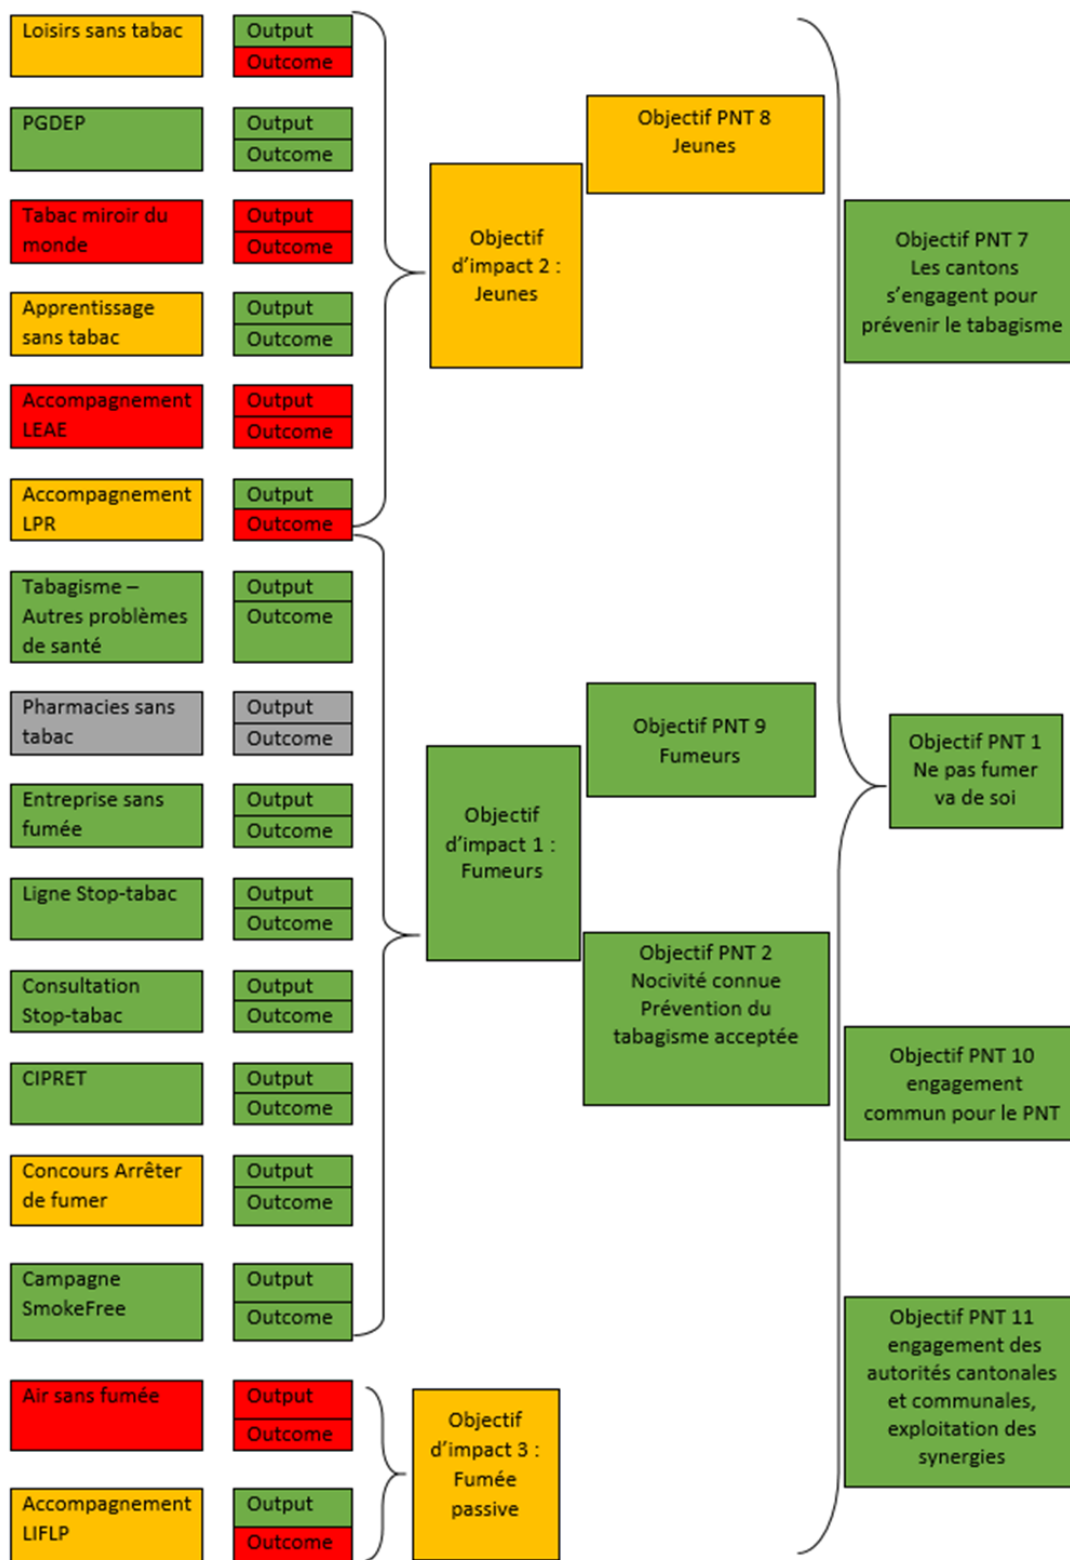 Loisirs sans tabac
Output
Outcome
PGDEP
Output
Outcome
Tabac miroir du
monde
Output
Outcome
Apprentissage
sans tabac
Output
Outcome
Accompagnement
LEAE
Output
Outcome
Accompagnement
LPR
Output
Outcome
Tabagisme –
Autres problèmes
de santé
Output
Outcome
Pharmacies sans
tabac
Output
Outcome
Entreprise sans
fumée
Output
Outcome
Ligne Stop-tabac
Output
Outcome
Consultation
Stop-tabac
Output
Outcome
CIPRET
Output
Outcome
Concours Arrêter
de fumer
Output
Outcome
Campagne
SmokeFree
Output
Outcome
Air sans fumée
Output
Outcome
Accompagnement
LIFLP
Output
Outcome
Objectif
d'impact 2 :
Jeunes
Objectif
d'impact 1 :
Fumeurs
Objectif
d'impact 3 :
Fumée
passive
Objectif PNT 8
Jeunes
Objectif PNT 9
Fumeurs
Objectif PNT 2
Nocivité connue
Prévention du
tabagisme acceptée
Objectif PNT 7
Les cantons
s'engagent pour
prévenir le tabagisme
Objectif PNT 1
Ne pas fumer
va de soi
Objectif PNT 10
engagement
commun pour le PNT
Objectif PNT 11
engagement des
autorités cantonales
et communales,
exploitation des
synergies